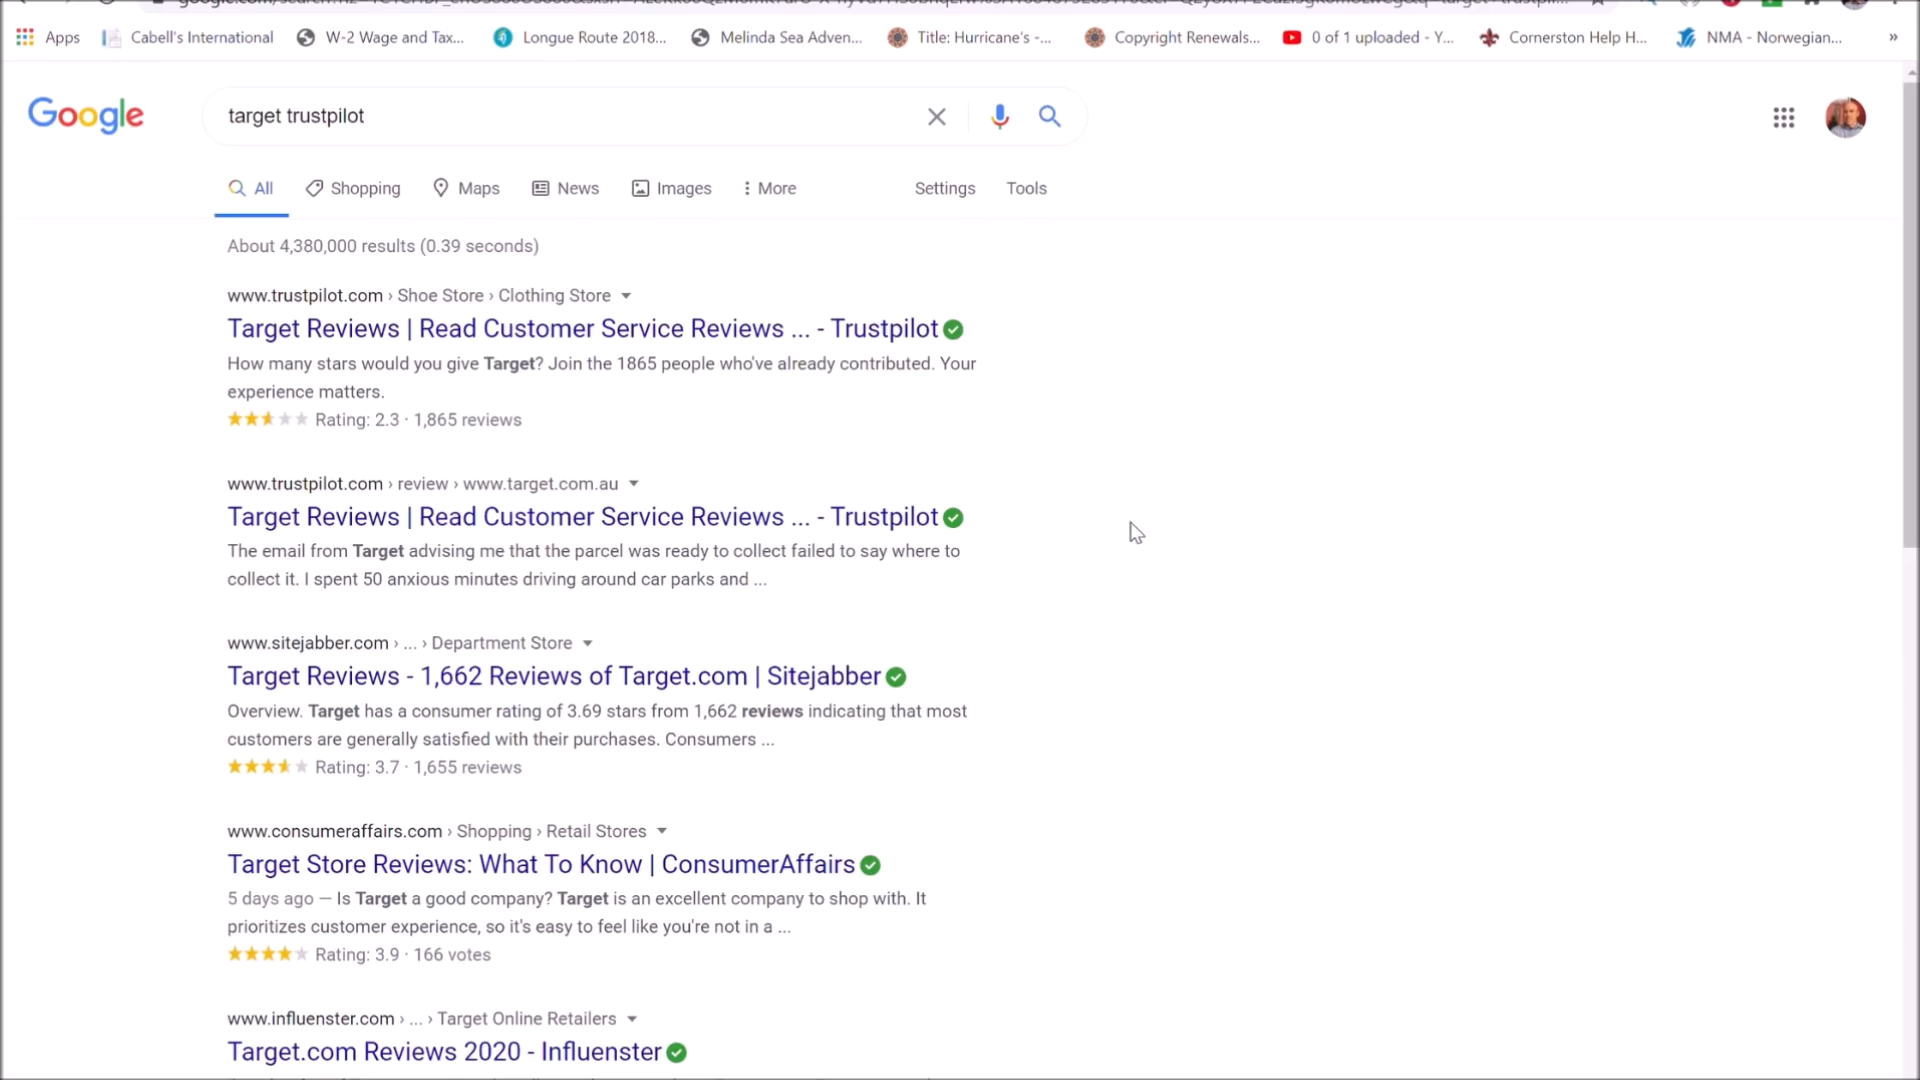 Apps Cabell's International W-2 Wage and Tax... Longue Route 2018... Melinda Sea Adven... Title: Hurricane's -... Copyright Renewals... 0 of 1 uploaded - Y... Cornerston Help H... NMA - Norwegian... »
Google target trustpilot
All Shopping Maps News Images More Settings Tools
About 4,380,000 results (0.39 seconds)
www.trustpilot.com › Shoe Store › Clothing Store
Target Reviews | Read Customer Service Reviews ... - Trustpilot
How many stars would you give Target? Join the 1865 people who've already contributed. Your
experience matters.
Rating: 2.3 · 1,865 reviews
www.trustpilot.com › review › www.target.com.au
Target Reviews | Read Customer Service Reviews ... - Trustpilot
The email from Target advising me that the parcel was ready to collect failed to say where to
collect it. I spent 50 anxious minutes driving around car parks and ...
www.sitejabber.com › ... › Department Store
Target Reviews - 1,662 Reviews of Target.com | Sitejabber
Overview. Target has a consumer rating of 3.69 stars from 1,662 reviews indicating that most
customers are generally satisfied with their purchases. Consumers ...
Rating: 3.7 · 1,655 reviews
www.consumeraffairs.com › Shopping › Retail Stores
Target Store Reviews: What To Know | ConsumerAffairs
5 days ago — Is Target a good company? Target is an excellent company to shop with. It
prioritizes customer experience, so it's easy to feel like you're not in a ...
Rating: 3.9 · 166 votes
www.influenster.com › ... › Target Online Retailers
Target.com Reviews 2020 - Influenster